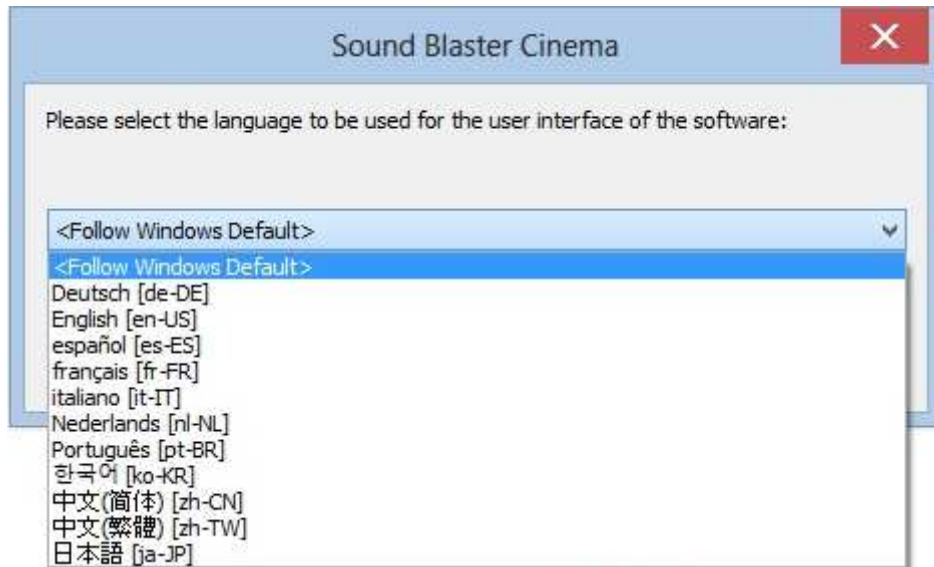 Sound Blaster Cinema
Please select the language to be used for the user interface of the software:
<Follow Windows Default>
<Follow Windows Default>
Deutsch [de-DE]
English [en-US]
español [es-ES]
français [fr-FR]
italiano [it-IT]
Nederlands [nl-NL]
Português [pt-BR]
한국어 [ko-KR]
中文(简体) [zh-CN]
中文(繁體) [zh-TW]
日本語 [ja-JP]